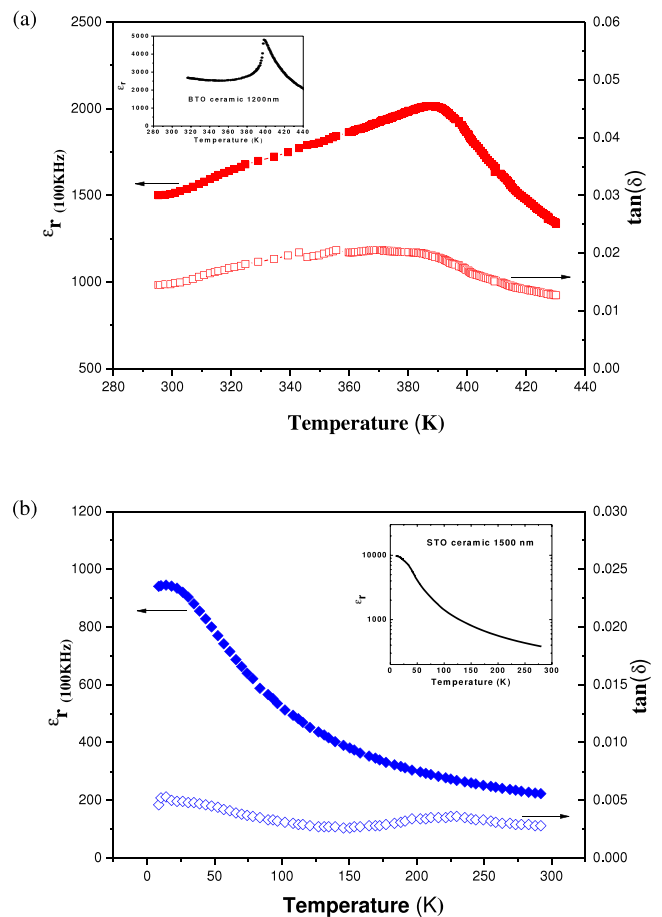 (a)
2500
2000
1500
1000
500
εr (100KHz)
0.06
0.05
0.04
0.03
0.02
0.01
0.00
tan(δ)
280 300 320 340 360 380 400 420 440
Temperature (K)
5000
4000
3000
2000
1000
0
εr
BTO ceramic 1200nm
280 300 320 340 360 380 400 420 440
Temperature (K)
(b)
1200
1000
800
600
400
200
0
εr (100KHz)
0.030
0.025
0.020
0.015
0.010
0.005
0.000
tan(δ)
0 50 100 150 200 250 300
Temperature (K)
STO ceramic 1500 nm
10000
1000
εr
0 50 100 150 200 250 300
Temperature (K)